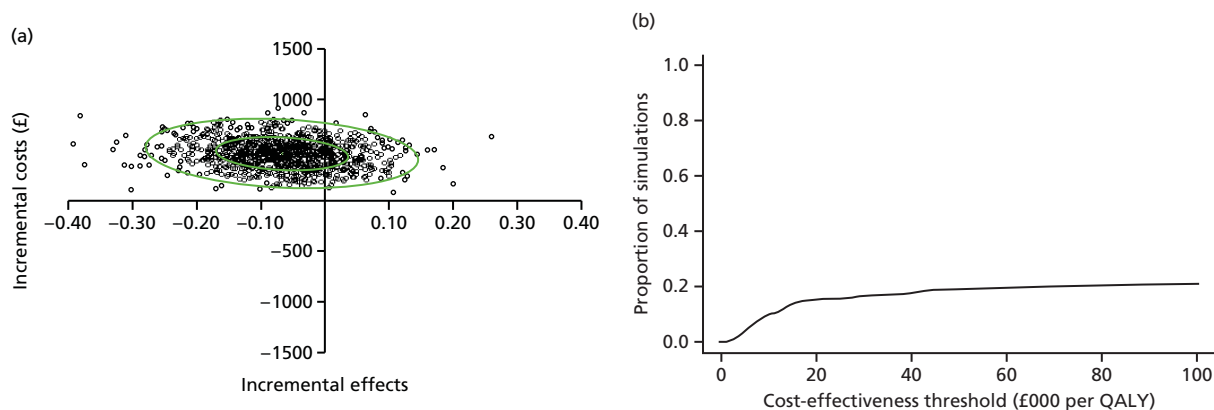 (a)
Incremental costs (£)
1500
1000
−500
−1000
−1500
−0.40 −0.30 −0.20 −0.10 0.10 0.20 0.30 0.40
Incremental effects
(b)
Proportion of simulations
1.0
0.8
0.6
0.4
0.2
0.0
0 20 40 60 80 100
Cost-effectiveness threshold (£000 per QALY)